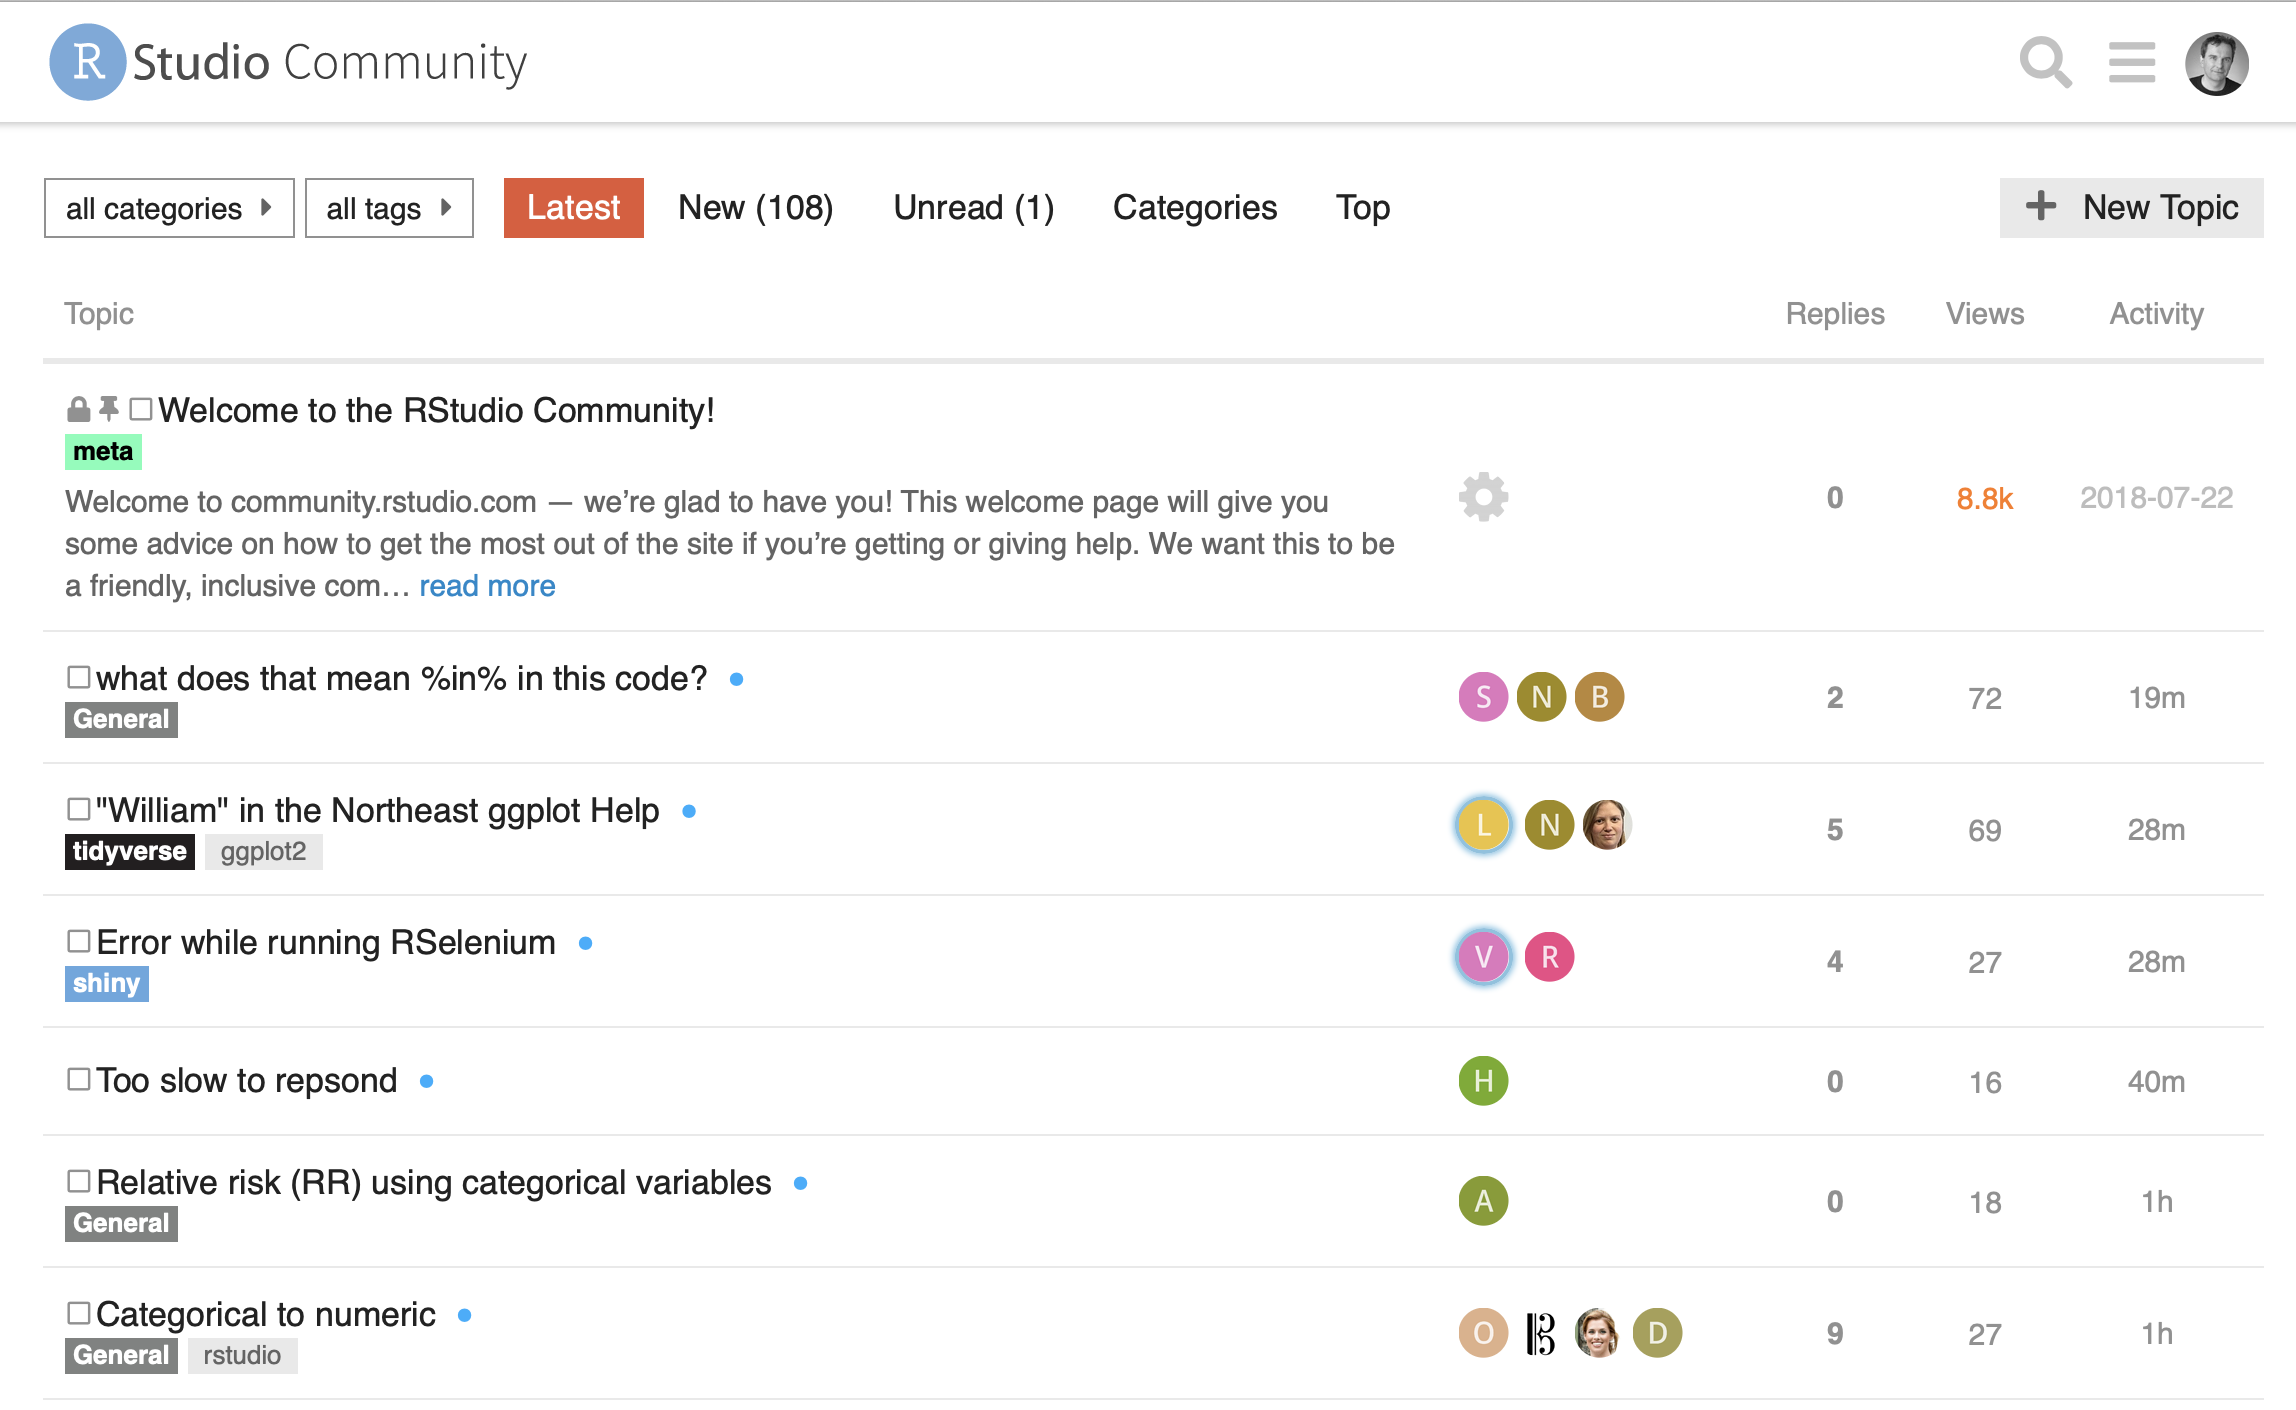 R Studio Community
all categories all tags Latest New (108) Unread (1) Categories Top + New Topic
Topic Replies Views Activity
Welcome to the RStudio Community!
meta
Welcome to community.rstudio.com — we’re glad to have you! This welcome page will give you
some advice on how to get the most out of the site if you’re getting or giving help. We want this to be
a friendly, inclusive com… read more
0 8.8k 2018-07-22
what does that mean %in% in this code?
General
S N B 2 72 19m
"William" in the Northeast ggplot Help
tidyverse ggplot2
L N 5 69 28m
Error while running RSelenium
shiny
V R 4 27 28m
Too slow to repsond
H 0 16 40m
Relative risk (RR) using categorical variables
General
A 0 18 1h
Categorical to numeric
General rstudio
O D 9 27 1h